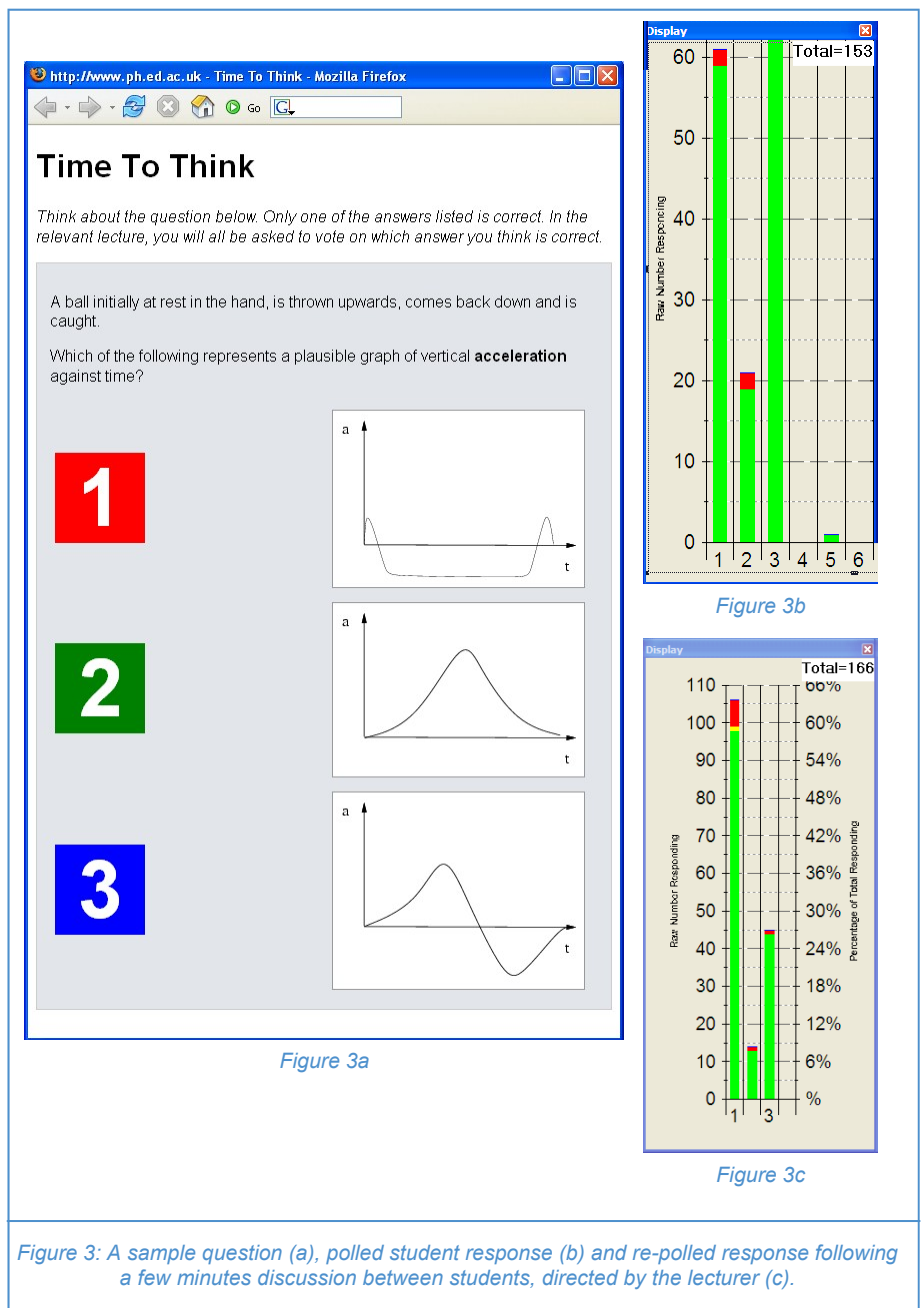 http://www.ph.ed.ac.uk - Time To Think - Mozilla Firefox
Go
G
Time To Think
Think about the question below. Only one of the answers listed is correct. In the
relevant lecture, you will all be asked to vote on which answer you think is correct.
A ball initially at rest in the hand, is thrown upwards, comes back down and is
caught.
Which of the following represents a plausible graph of vertical acceleration
against time?
1
a
t
2
a
t
3
a
t
Figure 3a
Display
Total=153
60
50
40
30
20
10
0
Raw Number Responding
1 2 3 4 5 6
Figure 3b
Display
Total=166
110 66%
100 60%
90 54%
80 48%
70 42%
60 36%
50 30%
40 24%
30 18%
20 12%
10 6%
0 %
Raw Number Responding
Percentage of Total Responding
1 3
Figure 3c
Figure 3: A sample question (a), polled student response (b) and re-polled response following
a few minutes discussion between students, directed by the lecturer (c).